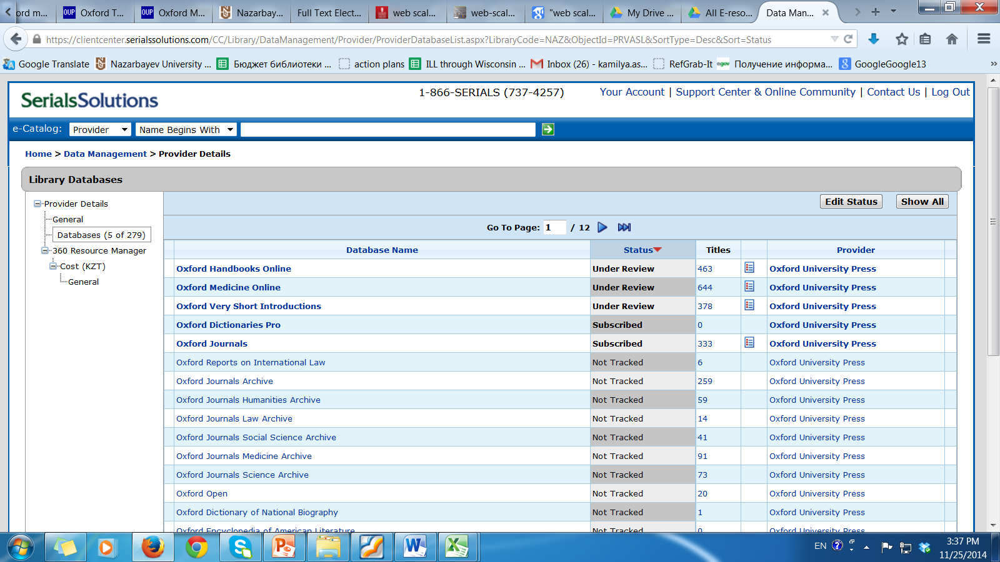 ord m...
OUP Oxford T...
OUP Oxford M...
Nazarbay...
Full Text Elect...
web scal...
web-scal...
"web scal...
My Drive ...
All E-reso...
Data Man...
https://clientcenter.serialssolutions.com/CC/Library/DataManagement/Provider/ProviderDatabaseList.aspx?LibraryCode=NAZ&ObjectId=PRVASL&SortType=Desc&Sort=Status
Google Translate Nazarbayev University ... Бюджет библиотеки ... action plans ILL through Wisconsin ... Inbox (26) - kamilya.as... RefGrab-It egov Получение информа... GoogleGoogle13
SerialsSolutions
1-866-SERIALS (737-4257) Your Account | Support Center & Online Community | Contact Us | Log Out
e-Catalog: Provider Name Begins With
Home > Data Management > Provider Details
Library Databases
Provider Details
General
Databases (5 of 279)
360 Resource Manager
Cost (KZT)
General
Edit Status Show All
Go To Page: 1 / 12
Database Name Status Titles Provider
Oxford Handbooks Online Under Review 463 Oxford University Press
Oxford Medicine Online Under Review 644 Oxford University Press
Oxford Very Short Introductions Under Review 378 Oxford University Press
Oxford Dictionaries Pro Subscribed 0 Oxford University Press
Oxford Journals Subscribed 333 Oxford University Press
Oxford Reports on International Law Not Tracked 6 Oxford University Press
Oxford Journals Archive Not Tracked 259 Oxford University Press
Oxford Journals Humanities Archive Not Tracked 59 Oxford University Press
Oxford Journals Law Archive Not Tracked 14 Oxford University Press
Oxford Journals Social Science Archive Not Tracked 41 Oxford University Press
Oxford Journals Medicine Archive Not Tracked 91 Oxford University Press
Oxford Journals Science Archive Not Tracked 73 Oxford University Press
Oxford Open Not Tracked 20 Oxford University Press
Oxford Dictionary of National Biography Not Tracked 1 Oxford University Press
Oxford Encyclopedia of American Literature Not Tracked 0 Oxford University Press
EN 3:37 PM
11/25/2014